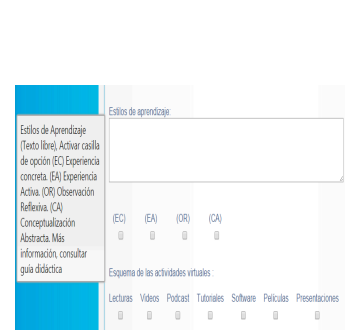 Estilos de aprendizaje:
Estilos de Aprendizaje
(Texto libre), Activar casilla
de opción (EC) Experiencia
concreta. (EA) Experiencia
Activa. (OR) Observación
Reflexiva. (CA)
Conceptualización
Abstracta. Más
información, consultar
guia didáctica
(EC) (EA) (OR) (CA)
Esquema de las actividades virtuales :
Lecturas Videos Podcast Tutoriales Software Películas Presentaciones